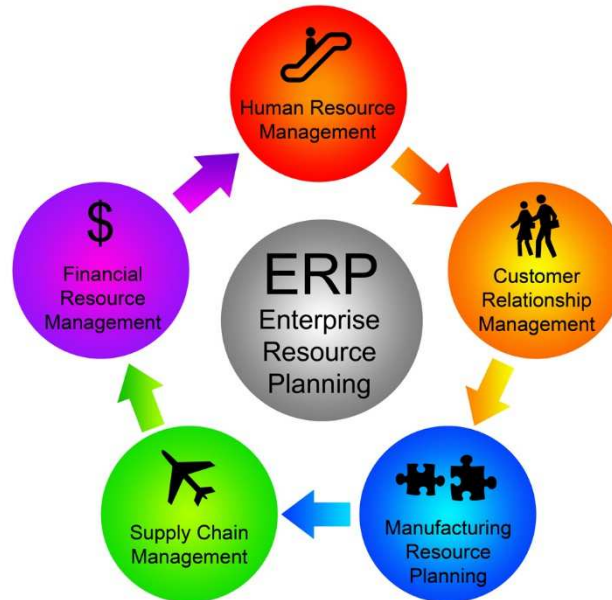 Human Resource
Management
$
Financial
Resource
Management
ERP
Enterprise
Resource
Planning
Customer
Relationship
Management
Supply Chain
Management
Manufacturing
Resource
Planning